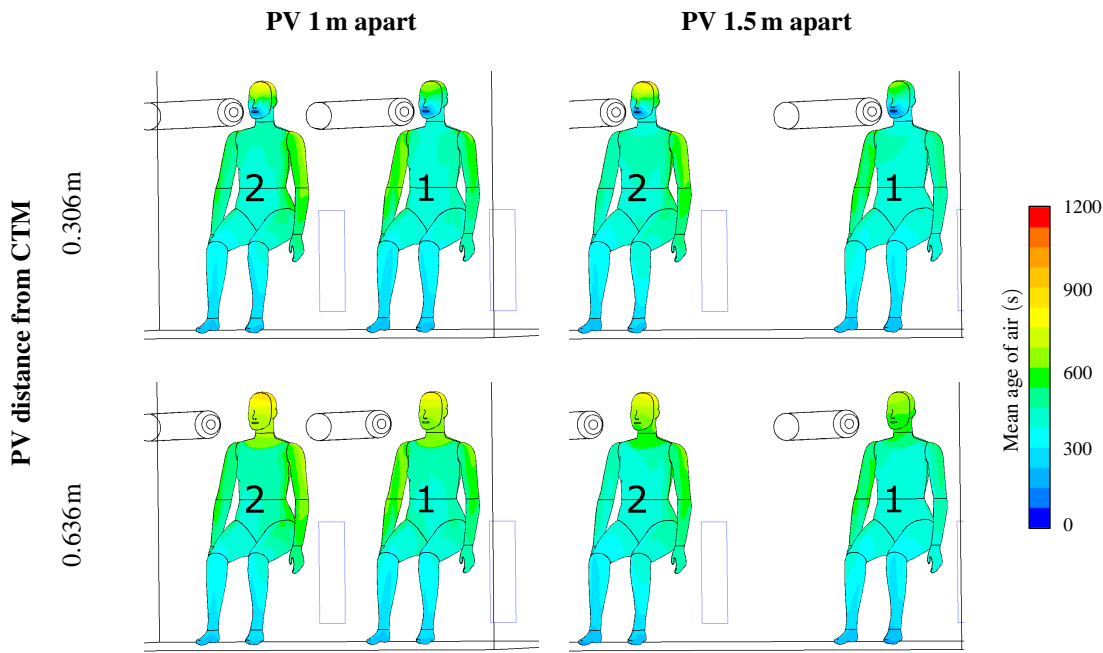 PV 1 m apart
PV 1.5 m apart
PV distance from CTM
0.306 m
2
1
2
1
0.636 m
2
1
2
1
Mean age of air (s)
1200
900
600
300
0